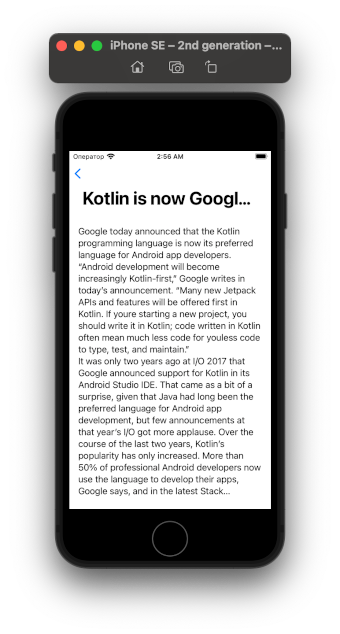 iPhone SE – 2nd generation –...
Оператор 2:56 AM
Kotlin is now Googl...
Google today announced that the Kotlin
programming language is now its preferred
language for Android app developers.
“Android development will become
increasingly Kotlin-first,” Google writes in
today’s announcement. “Many new Jetpack
APIs and features will be offered first in
Kotlin. If youre starting a new project, you
should write it in Kotlin; code written in Kotlin
often mean much less code for youless code
to type, test, and maintain.”
It was only two years ago at I/O 2017 that
Google announced support for Kotlin in its
Android Studio IDE. That came as a bit of a
surprise, given that Java had long been the
preferred language for Android app
development, but few announcements at
that year’s I/O got more applause. Over the
course of the last two years, Kotlin’s
popularity has only increased. More than
50% of professional Android developers now
use the language to develop their apps,
Google says, and in the latest Stack...